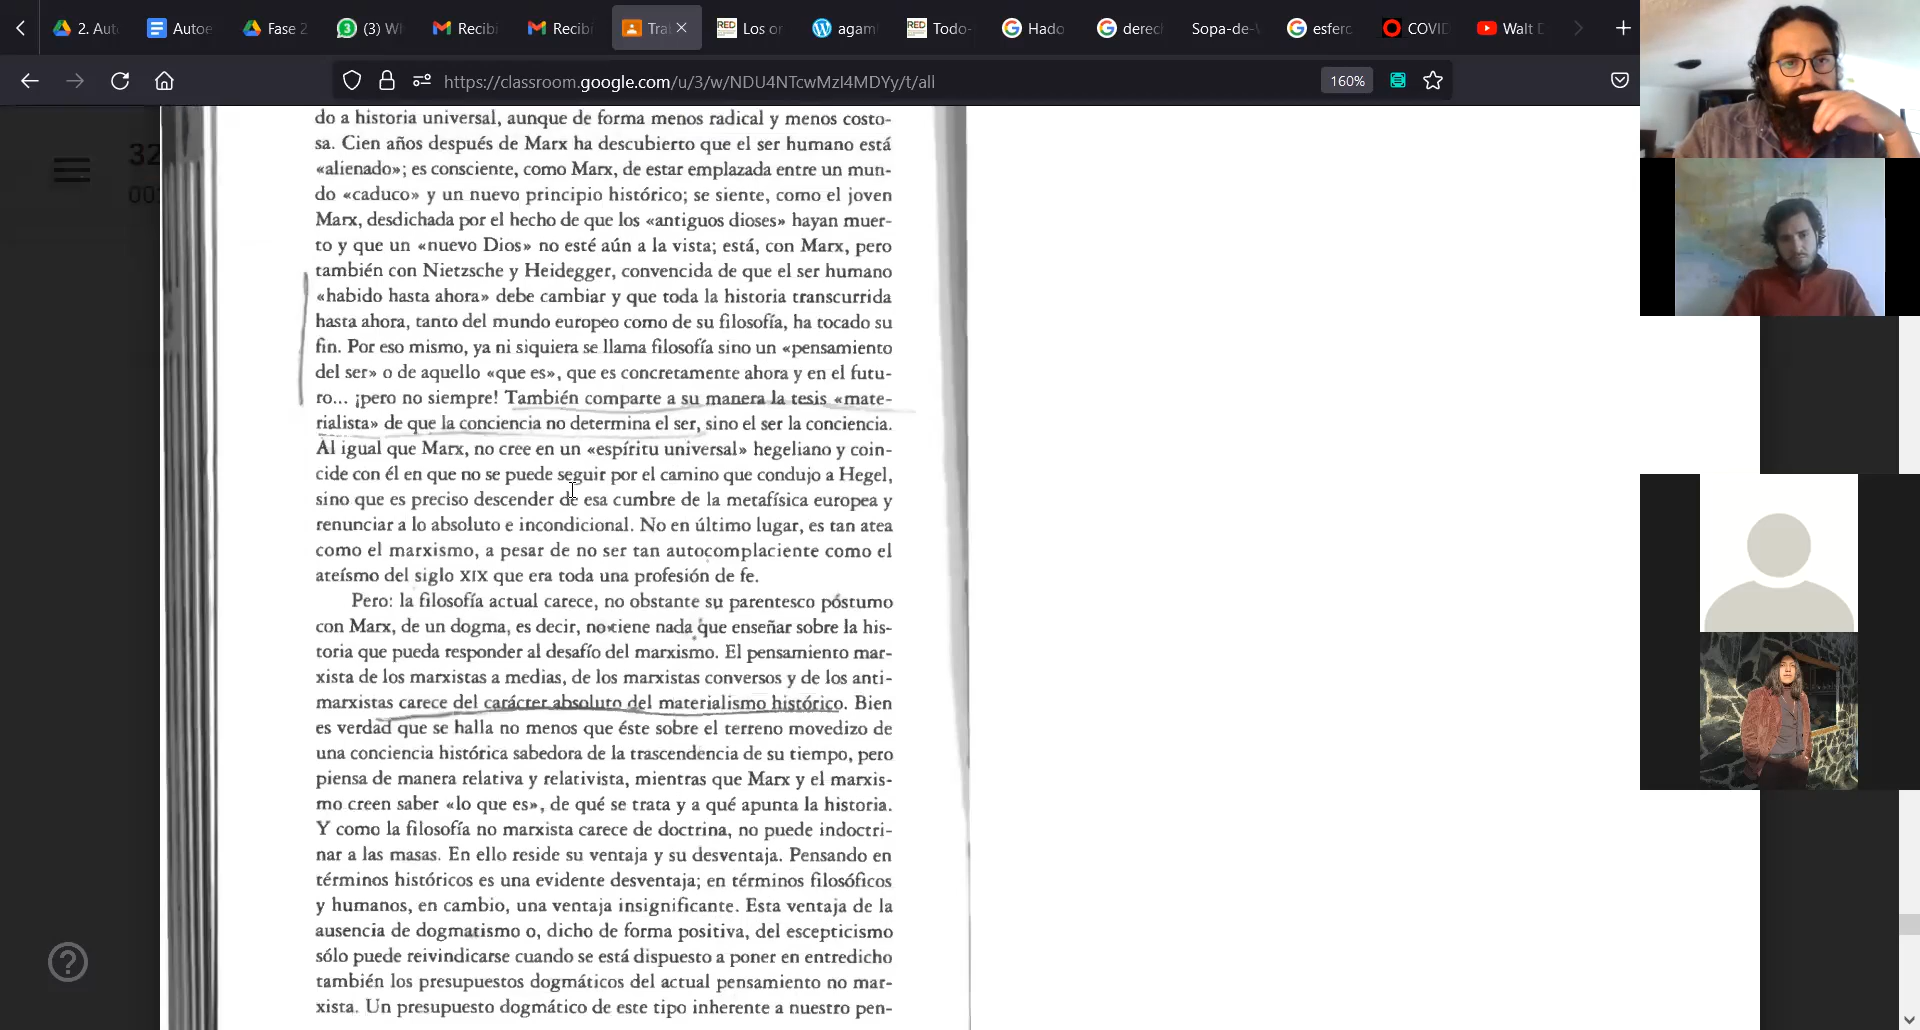 2. Aut
Autoe
Fase 2
(3) W
Recibi
Recibi
Tra
Los or
agam
Todo-
Hado
derec
Sopa-de-
esferc
COVID
Walt D
https://classroom.google.com/u/3/w/NDU4NTcwMzI4MDYy/t/all
160%
32
00
do a historia universal, aunque de forma menos radical y menos costo-
sa. Cien años después de Marx ha descubierto que el ser humano está
«alienado»; es consciente, como Marx, de estar emplazada entre un mun-
do «caduco» y un nuevo principio histórico; se siente, como el joven
Marx, desdichada por el hecho de que los «antiguos dioses» hayan muer-
to y que un «nuevo Dios» no esté aún a la vista; está, con Marx, pero
también con Nietzsche y Heidegger, convencida de que el ser humano
«habido hasta ahora» debe cambiar y que toda la historia transcurrida
hasta ahora, tanto del mundo europeo como de su filosofía, ha tocado su
fin. Por eso mismo, ya ni siquiera se llama filosofía sino un «pensamiento
del ser» o de aquello «que es», que es concretamente ahora y en el futu-
ro... ¡pero no siempre! También comparte a su manera la tesis «mate-
rialista» de que la conciencia no determina el ser, sino el ser la conciencia.
Al igual que Marx, no cree en un «espíritu universal» hegeliano y coin-
cide con él en que no se puede seguir por el camino que condujo a Hegel,
sino que es preciso descender de esa cumbre de la metafísica europea y
renunciar a lo absoluto e incondicional. No en último lugar, es tan atea
como el marxismo, a pesar de no ser tan autocomplaciente como el
ateísmo del siglo XIX que era toda una profesión de fe.
Pero: la filosofía actual carece, no obstante su parentesco póstumo
con Marx, de un dogma, es decir, no tiene nada que enseñar sobre la his-
toria que pueda responder al desafío del marxismo. El pensamiento mar-
xista de los marxistas a medias, de los marxistas conversos y de los anti-
marxistas carece del carácter absoluto del materialismo histórico. Bien
es verdad que se halla no menos que éste sobre el terreno movedizo de
una conciencia histórica sabedora de la trascendencia de su tiempo, pero
piensa de manera relativa y relativista, mientras que Marx y el marxis-
mo creen saber «lo que es», de qué se trata y a qué apunta la historia.
Y como la filosofía no marxista carece de doctrina, no puede indoctri-
nar a las masas. En ello reside su ventaja y su desventaja. Pensando en
términos históricos es una evidente desventaja; en términos filosóficos
y humanos, en cambio, una ventaja insignificante. Esta ventaja de la
ausencia de dogmatismo o, dicho de forma positiva, del escepticismo
sólo puede reivindicarse cuando se está dispuesto a poner en entredicho
también los presupuestos dogmáticos del actual pensamiento no mar-
xista. Un presupuesto dogmático de este tipo inherente a nuestro pen-